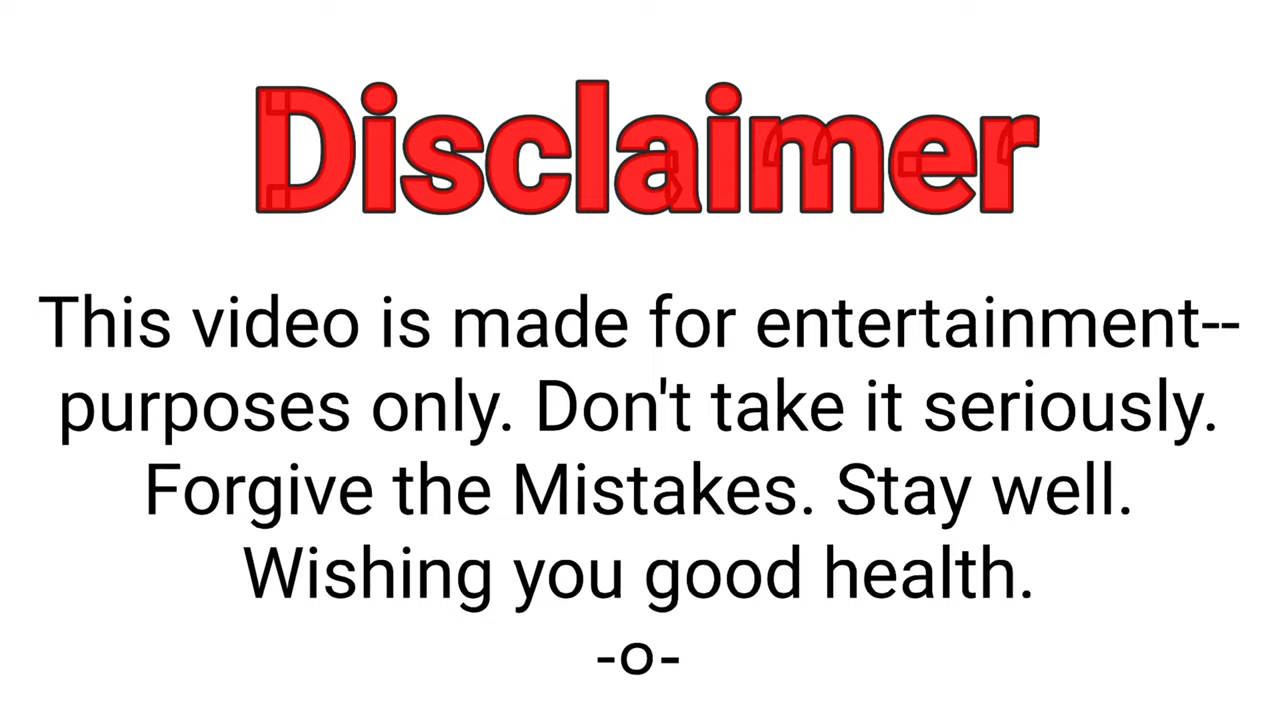 Disclaimer
This video is made for entertainment--
purposes only. Don't take it seriously.
Forgive the Mistakes. Stay well.
Wishing you good health.
-o-